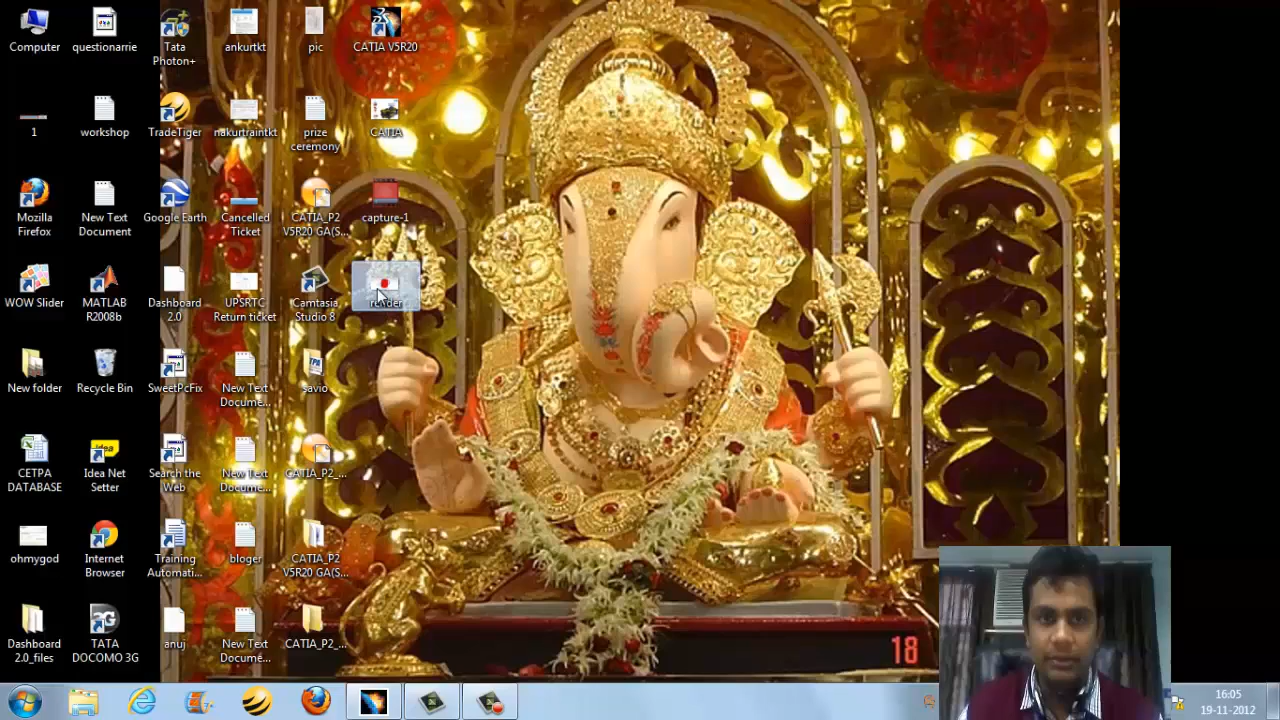 Computer
questionarrie
Tata
Photon+
ankurtkt
pic
CATIA V5R20
1
workshop
TradeTiger
nakurtraintkt
prize
ceremony
CATIA
Mozilla
Firefox
New Text
Document
Google Earth
Cancelled
Ticket
CATIA_P2
V5R20 GA(S...
capture-1
WOW Slider
MATLAB
R2008b
Dashboard
2.0
UPSRTC
Return ticket
Camtasia
Studio 8
render
New folder
Recycle Bin
SweetPcFix
New Text
Docume...
savio
CETPA
DATABASE
Idea Net
Setter
Search the
Web
New Text
Docume...
CATIA_P2_...
ohmygod
Internet
Browser
Training
Automati...
bloger
CATIA_P2
V5R20 GA(S...
Dashboard
2.0_files
TATA
DOCOMO 3G
anuj
New Text
Docume...
CATIA_P2_...
18
16:05
19-11-2012